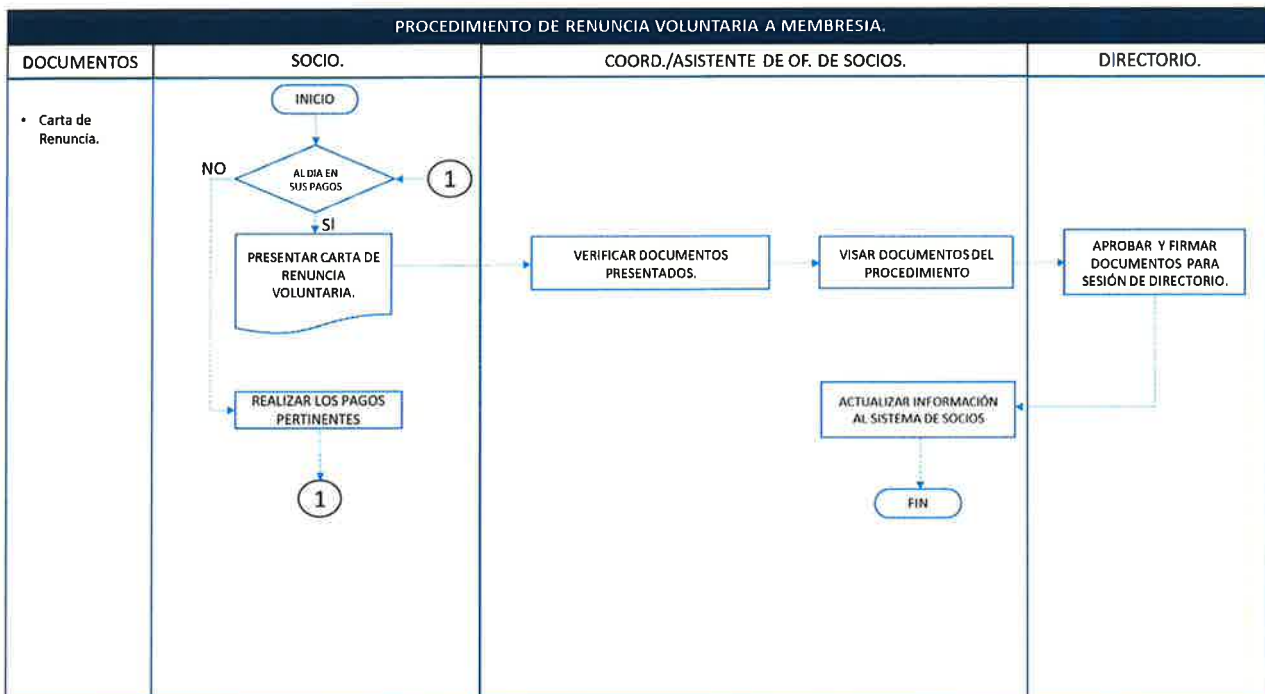 PROCEDIMIENTO DE RENUNCIA VOLUNTARIA A MEMBRESIA.
DOCUMENTOS
SOCIO.
COORD./ASISTENTE DE OF. DE SOCIOS.
DIRECTORIO.
• Carta de
Renuncia.
INICIO
NO
AL DIA EN
SUS PAGOS
1
SI
PRESENTAR CARTA DE
RENUNCIA
VOLUNTARIA.
VERIFICAR DOCUMENTOS
PRESENTADOS.
VISAR DOCUMENTOS DEL
PROCEDIMIENTO
APROBAR Y FIRMAR
DOCUMENTOS PARA
SESIÓN DE DIRECTORIO.
REALIZAR LOS PAGOS
PERTINENTES
ACTUALIZAR INFORMACIÓN
AL SISTEMA DE SOCIOS
1
FIN